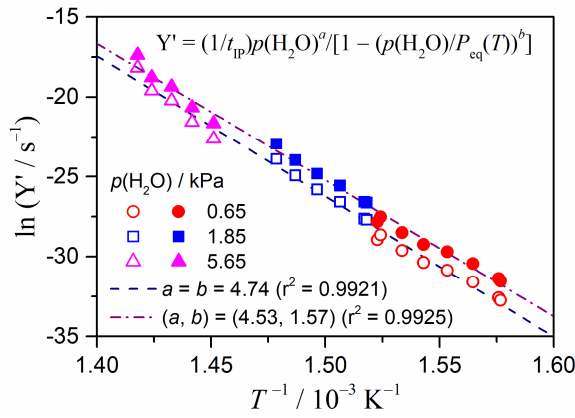 Y' = (1/t_IP)p(H₂O)ᵃ/[1 − (p(H₂O)/P_eq(T))ᵇ]
-15
-20
-25
-30
-35
ln (Y' / s⁻¹)
p(H₂O) / kPa
0.65
1.85
5.65
a = b = 4.74 (r² = 0.9921)
(a, b) = (4.53, 1.57) (r² = 0.9925)
1.40 1.45 1.50 1.55 1.60
T⁻¹ / 10⁻³ K⁻¹